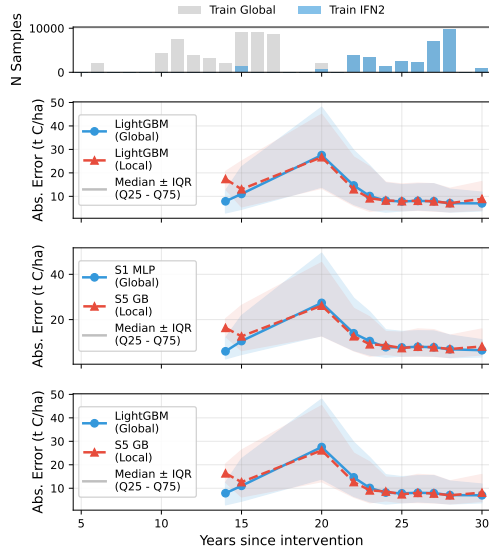 Train Global
Train IFN2
N Samples
10000
0
Abs. Error (t C/ha)
50
40
30
20
10
LightGBM
(Global)
LightGBM
(Local)
Median ± IQR
(Q25 - Q75)
Abs. Error (t C/ha)
40
20
S1 MLP
(Global)
S5 GB
(Local)
Median ± IQR
(Q25 - Q75)
Abs. Error (t C/ha)
50
40
30
20
10
LightGBM
(Global)
S5 GB
(Local)
Median ± IQR
(Q25 - Q75)
5
10
15
20
25
30
Years since intervention